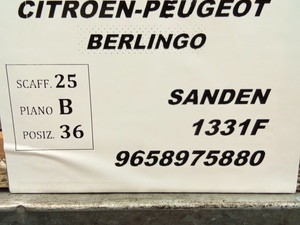 CITROEN-PEUGEOT
BERLINGO
SCAFF. 25
PIANO B
POSIZ. 36
SANDEN
1331F
9658975880